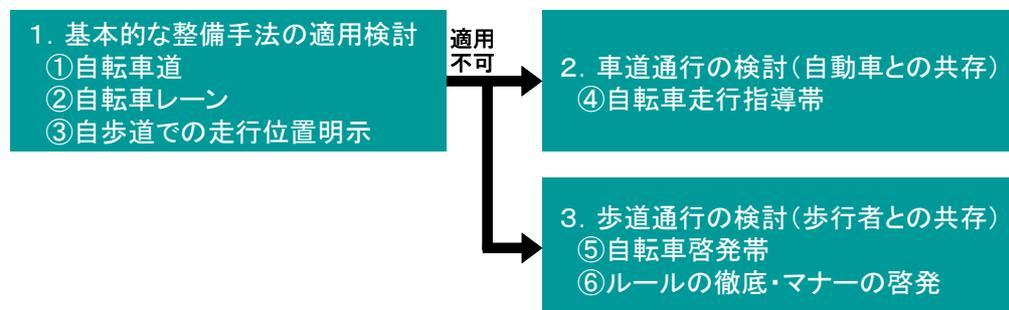 １．基本的な整備手法の適用検討
①自転車道
②自転車レーン
③自歩道での走行位置明示
適用
不可
２．車道通行の検討（自動車との共存）
④自転車走行指導帯
３．歩道通行の検討（歩行者との共存）
⑤自転車啓発帯
⑥ルールの徹底・マナーの啓発